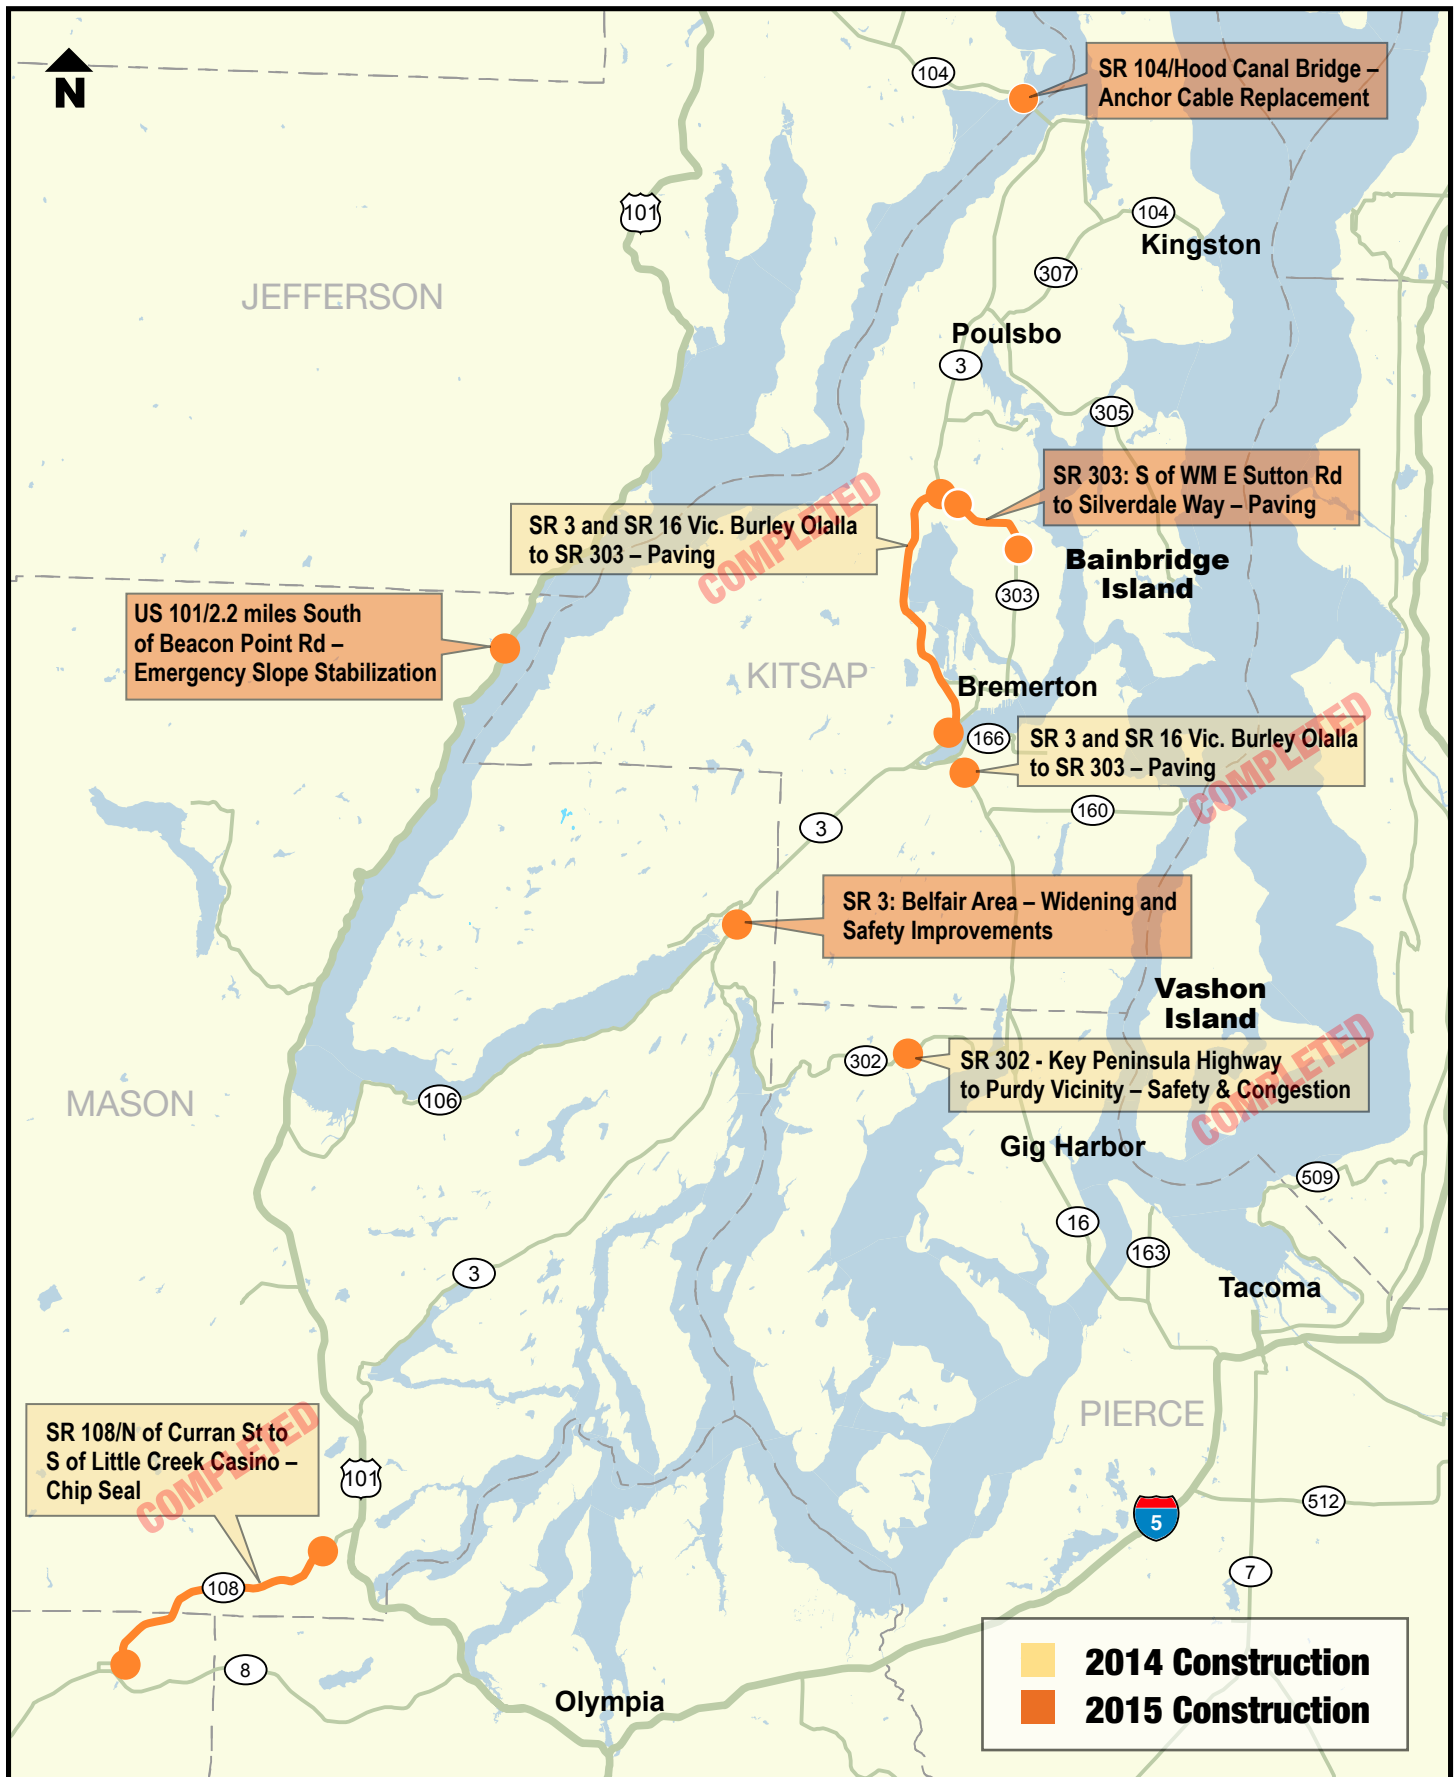 N
104
SR 104/Hood Canal Bridge –
Anchor Cable Replacement
101
104
Kingston
307
JEFFERSON
Poulsbo
3
305
SR 303: S of WM E Sutton Rd
to Silverdale Way – Paving
SR 3 and SR 16 Vic. Burley Olalla
to SR 303 – Paving
COMPLETED
Bainbridge
Island
303
US 101/2.2 miles South
of Beacon Point Rd –
Emergency Slope Stabilization
KITSAP
Bremerton
166
SR 3 and SR 16 Vic. Burley Olalla
to SR 303 – Paving
COMPLETED
160
3
SR 3: Belfair Area – Widening and
Safety Improvements
Vashon
Island
302
SR 302 - Key Peninsula Highway
to Purdy Vicinity – Safety & Congestion
COMPLETED
106
MASON
Gig Harbor
509
16
163
3
Tacoma
PIERCE
SR 108/N of Curran St to
S of Little Creek Casino –
Chip Seal
COMPLETED
101
512
5
7
108
8
Olympia
2014 Construction
2015 Construction